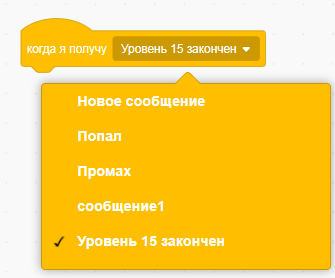 когда я получу Уровень 15 закончен
Новое сообщение
Попал
Промах
сообщение1
Уровень 15 закончен